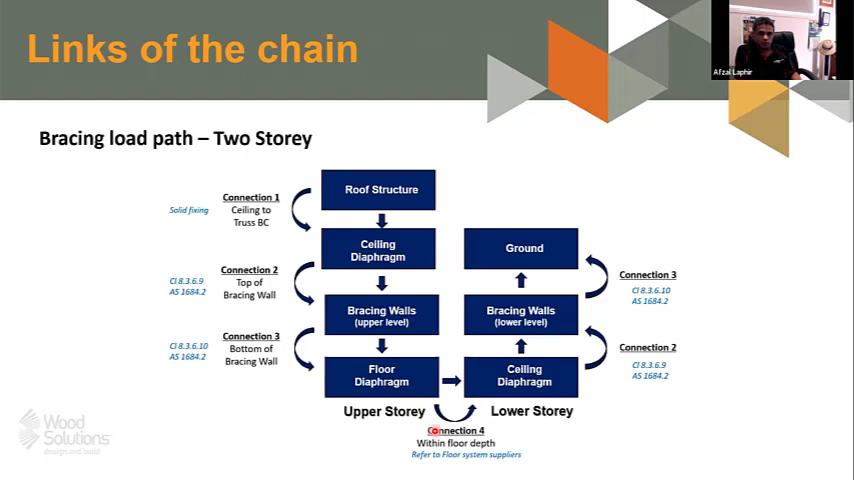 Links of the chain
Afzal Laphir
Bracing load path – Two Storey
Solid fixing
Connection 1
Ceiling to
Truss BC
Roof Structure
Ceiling
Diaphragm
Ground
Cl 8.3.6.9
AS 1684.2
Connection 2
Top of
Bracing Wall
Connection 3
Cl 8.3.6.10
AS 1684.2
Bracing Walls
(upper level)
Bracing Walls
(lower level)
Cl 8.3.6.10
AS 1684.2
Connection 3
Bottom of
Bracing Wall
Connection 2
Cl 8.3.6.9
AS 1684.2
Floor
Diaphragm
Ceiling
Diaphragm
Upper Storey
Lower Storey
Connection 4
Within floor depth
Refer to Floor system suppliers
Wood
Solutions
design and build